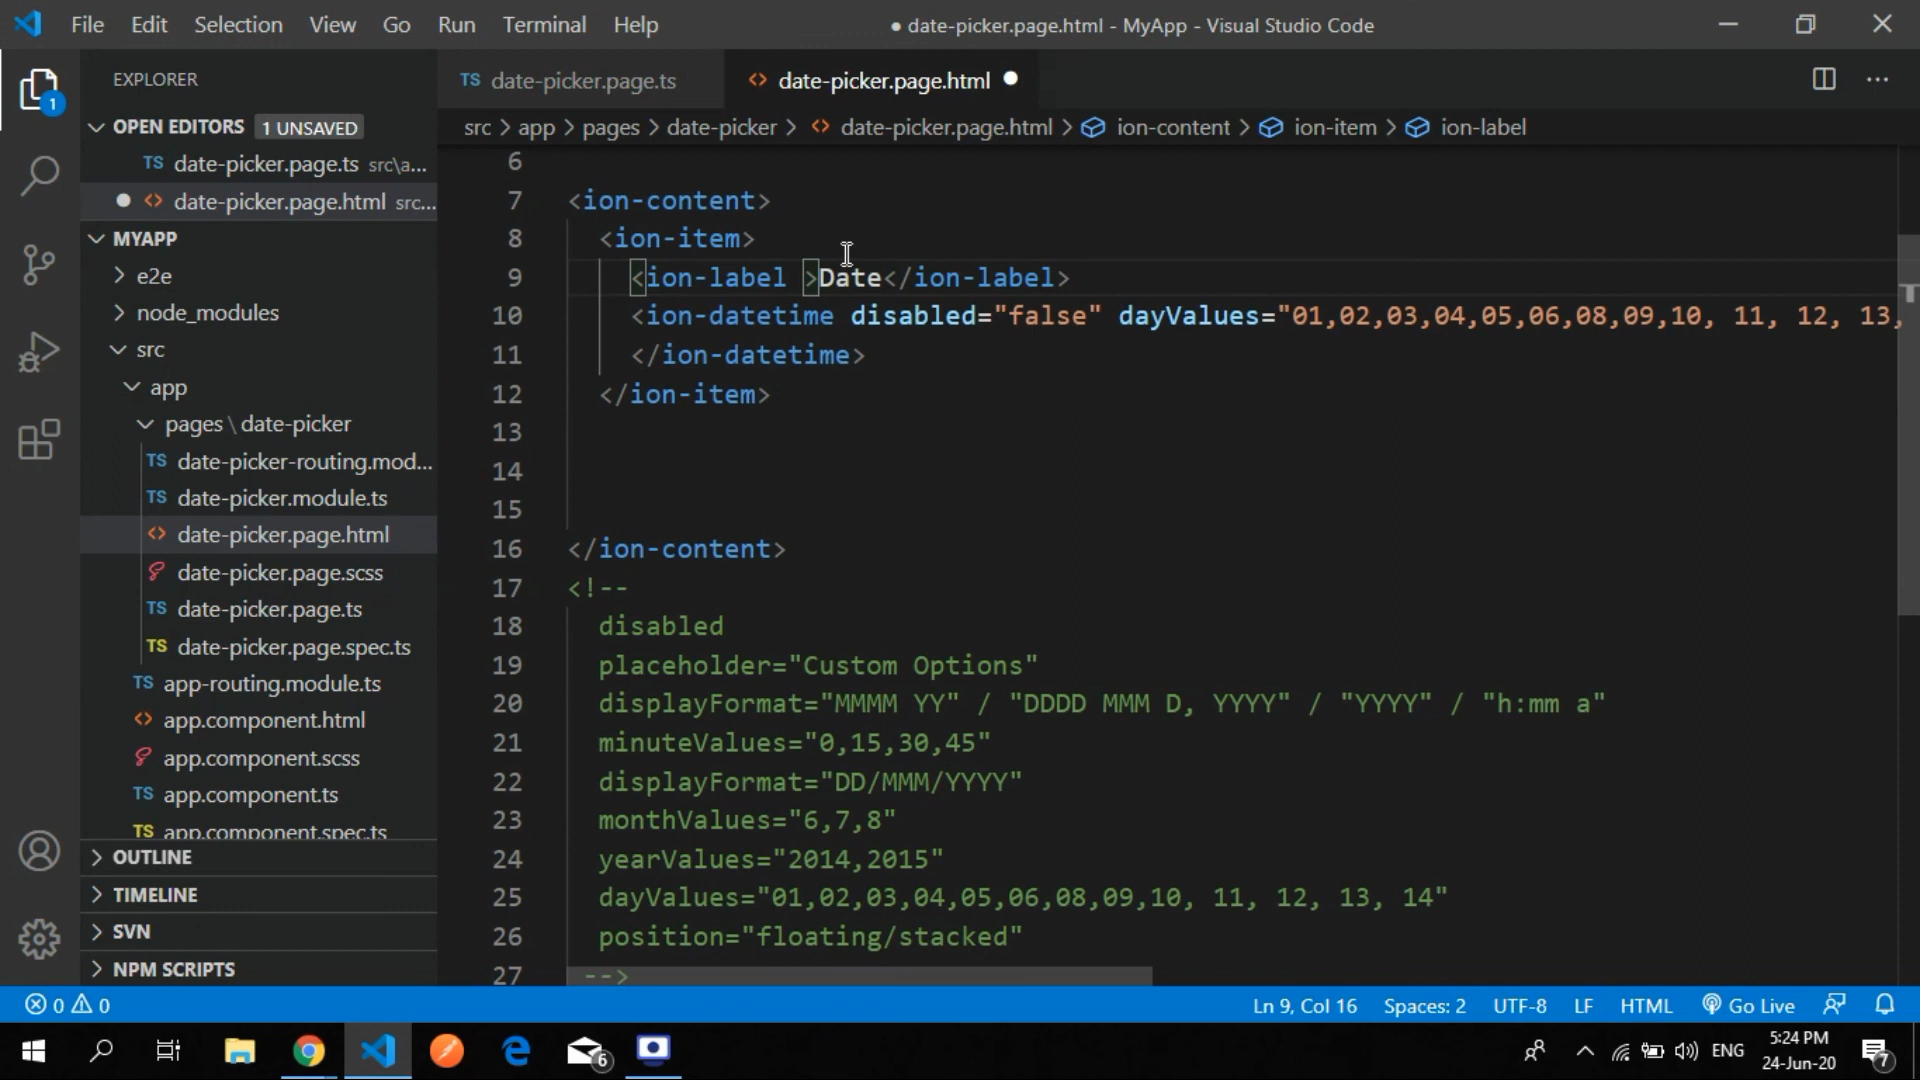 File Edit Selection View Go Run Terminal Help
● date-picker.page.html - MyApp - Visual Studio Code
EXPLORER
1
OPEN EDITORS 1 UNSAVED
TS date-picker.page.ts src\a...
<> date-picker.page.html src...
MYAPP
e2e
node_modules
src
app
pages \ date-picker
TS date-picker-routing.mod...
TS date-picker.module.ts
<> date-picker.page.html
date-picker.page.scss
TS date-picker.page.ts
TS date-picker.page.spec.ts
TS app-routing.module.ts
<> app.component.html
app.component.scss
TS app.component.ts
TS app.component.spec.ts
OUTLINE
TIMELINE
SVN
NPM SCRIPTS
TS date-picker.page.ts
<> date-picker.page.html ●
src > app > pages > date-picker > <> date-picker.page.html > ion-content > ion-item > ion-label
6
7 <ion-content>
8 <ion-item>
9 <ion-label >Date</ion-label>
10 <ion-datetime disabled="false" dayValues="01,02,03,04,05,06,08,09,10, 11, 12, 13,
11 </ion-datetime>
12 </ion-item>
13
14
15
16 </ion-content>
17 <!--
18 disabled
19 placeholder="Custom Options"
20 displayFormat="MMMM YY" / "DDDD MMM D, YYYY" / "YYYY" / "h:mm a"
21 minuteValues="0,15,30,45"
22 displayFormat="DD/MMM/YYYY"
23 monthValues="6,7,8"
24 yearValues="2014,2015"
25 dayValues="01,02,03,04,05,06,08,09,10, 11, 12, 13, 14"
26 position="floating/stacked"
27 -->
0 0
Ln 9, Col 16 Spaces: 2 UTF-8 LF HTML Go Live
6
ENG
5:24 PM
24-Jun-20
7